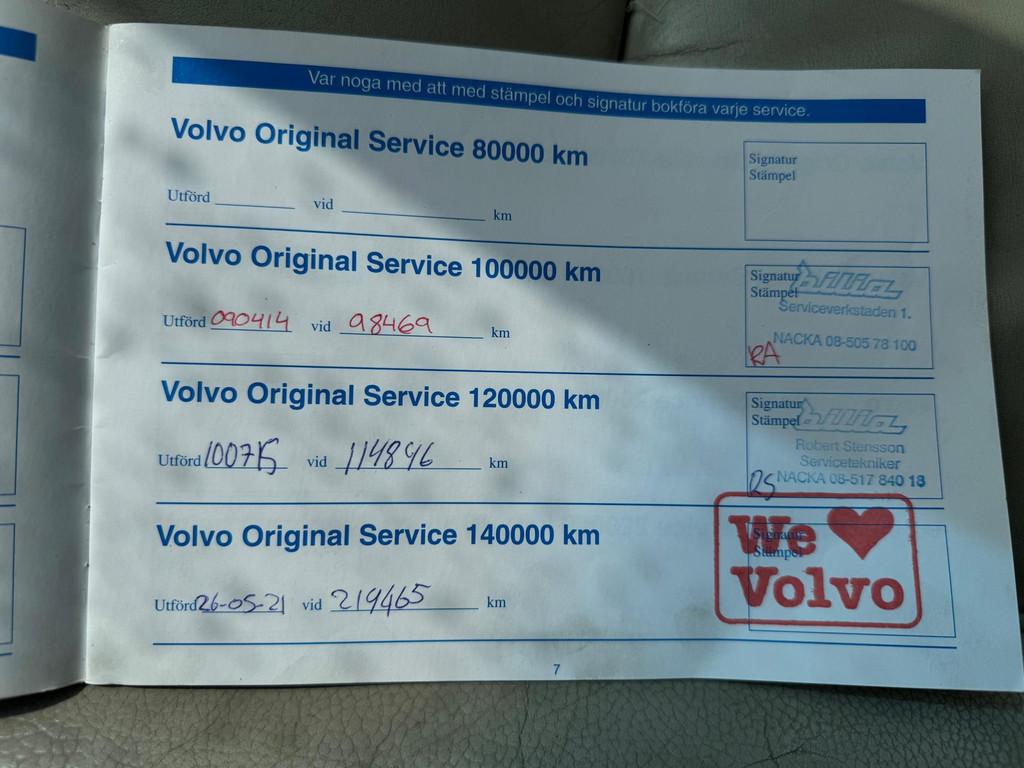 Var noga med att med stämpel och signatur bokföra varje service.
Volvo Original Service 80000 km
Signatur
Stämpel
Utförd vid km
Volvo Original Service 100000 km
Signatur
Stämpel
bilia
Serviceverkstaden 1.
NACKA 08-505 78 100
RA
Utförd 090414 vid 98469 km
Volvo Original Service 120000 km
Signatur
Stämpel
bilia
Robert Stensson
Servicetekniker
NACKA 08-517 840 18
RS
Utförd 100715 vid 114846 km
Volvo Original Service 140000 km
Signatur
Stämpel
We ❤ Volvo
Utförd 26-05-21 vid 219465 km
7